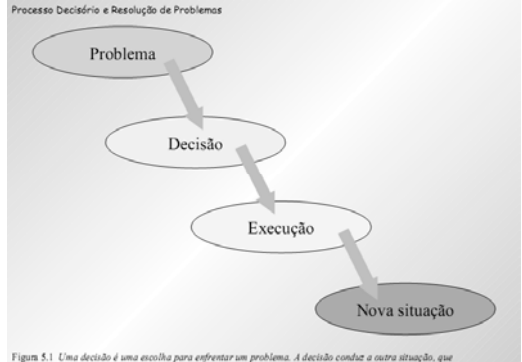 Processo Decisório e Resolução de Problemas
Problema
Decisão
Execução
Nova situação
Figura 5.1 Uma decisão é uma escolha para enfrentar um problema. A decisão conduz a outra situação, que